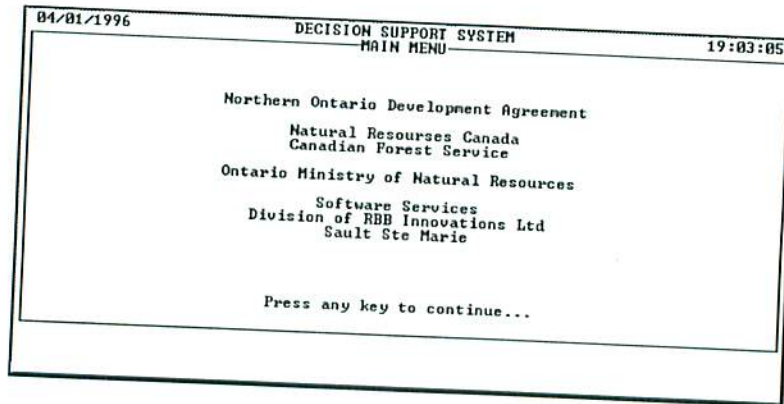 04/01/1996 DECISION SUPPORT SYSTEM 19:03:05
MAIN MENU
Northern Ontario Development Agreement
Natural Resourses Canada
Canadian Forest Service
Ontario Ministry of Natural Resources
Software Services
Division of RBB Innovations Ltd
Sault Ste Marie
Press any key to continue...